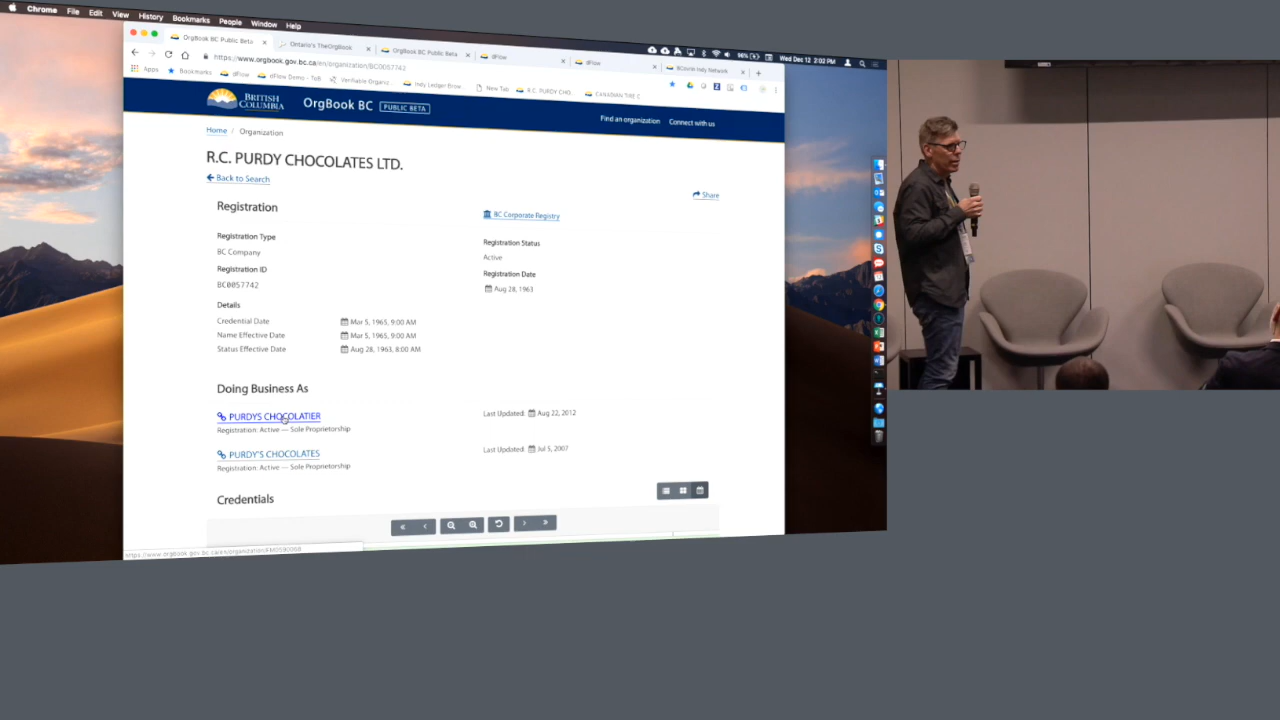 Chrome File Edit View History Bookmarks People Window Help
98% Wed Dec 12 2:02 PM
OrgBook BC Public Beta
Ontario's TheOrgBook
OrgBook BC Public Beta
dFlow
dFlow
BCovrin Indy Network
https://www.orgbook.gov.bc.ca/en/organization/BC0057742
Apps Bookmarks dFlow dFlow Demo - TaB Verifiable Organiz Indy Ledger Brow... New Tab R.C. PURDY CHO CANADIAN TIRE C
BRITISH COLUMBIA
OrgBook BC PUBLIC BETA
Find an organization Connect with us
Home / Organization
R.C. PURDY CHOCOLATES LTD.
Back to Search
Share
Registration
BC Corporate Registry
Registration Type
BC Company
Registration Status
Active
Registration ID
BC0057742
Registration Date
Aug 28, 1963
Details
Credential Date Mar 5, 1965, 9:00 AM
Name Effective Date Mar 5, 1965, 9:00 AM
Status Effective Date Aug 28, 1963, 8:00 AM
Doing Business As
PURDYS CHOCOLATIER Last Updated: Aug 22, 2012
Registration: Active — Sole Proprietorship
PURDY'S CHOCOLATES Last Updated: Jul 5, 2007
Registration: Active — Sole Proprietorship
Credentials